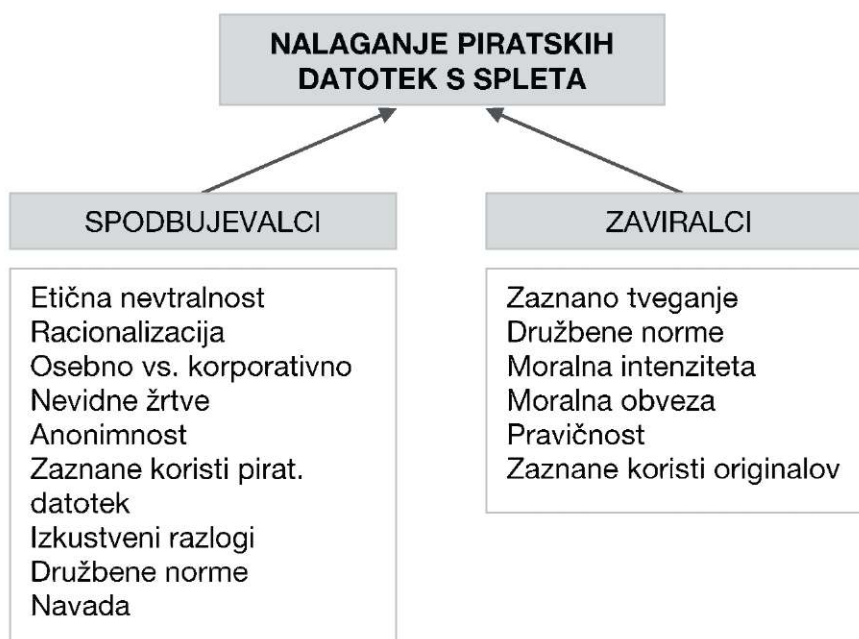 NALAGANJE PIRATSKIH
DATOTEK S SPLETA
SPODBUJEVALCI
Etična nevtralnost
Racionalizacija
Osebno vs. korporativno
Nevidne žrtve
Anonimnost
Zaznane koristi pirat.
datotek
Izkustveni razlogi
Družbene norme
Navada
ZAVIRALCI
Zaznano tveganje
Družbene norme
Moralna intenziteta
Moralna obveza
Pravičnost
Zaznane koristi originalov